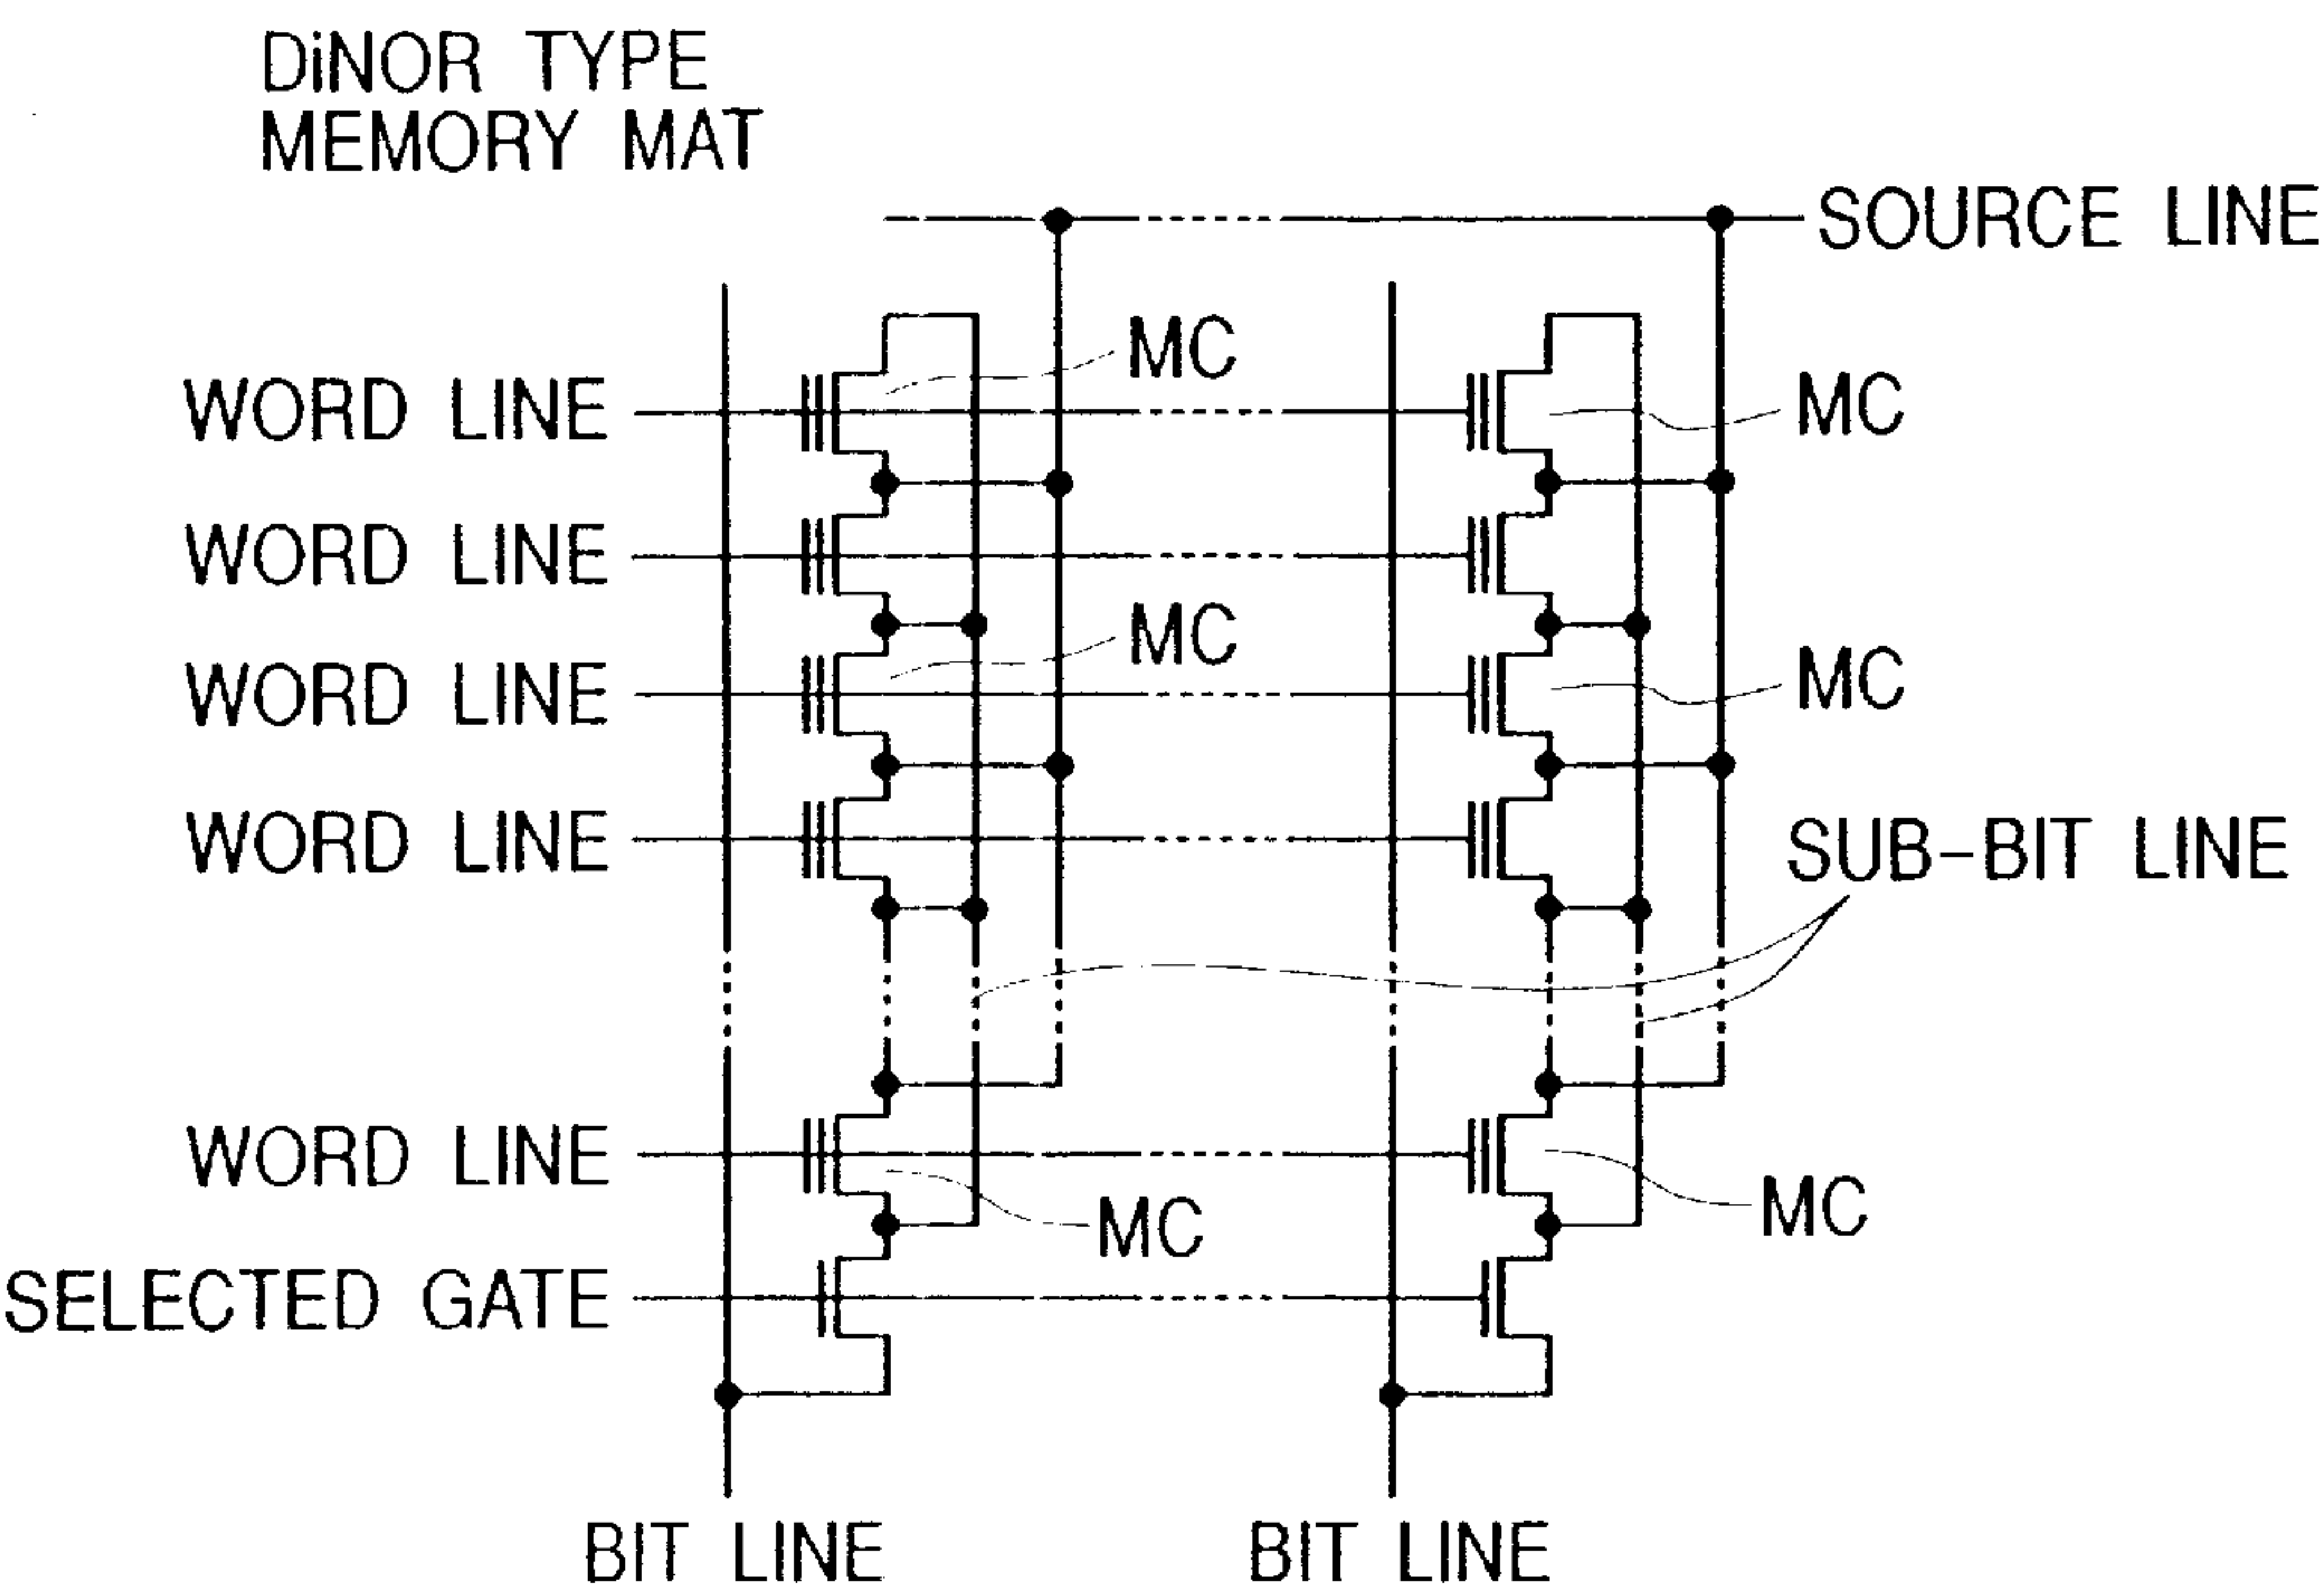 DiNOR TYPE
MEMORY MAT
SOURCE LINE
MC
WORD LINE
MC
WORD LINE
MC
WORD LINE
MC
WORD LINE
SUB-BIT LINE
WORD LINE
MC
MC
SELECTED GATE
BIT LINE
BIT LINE